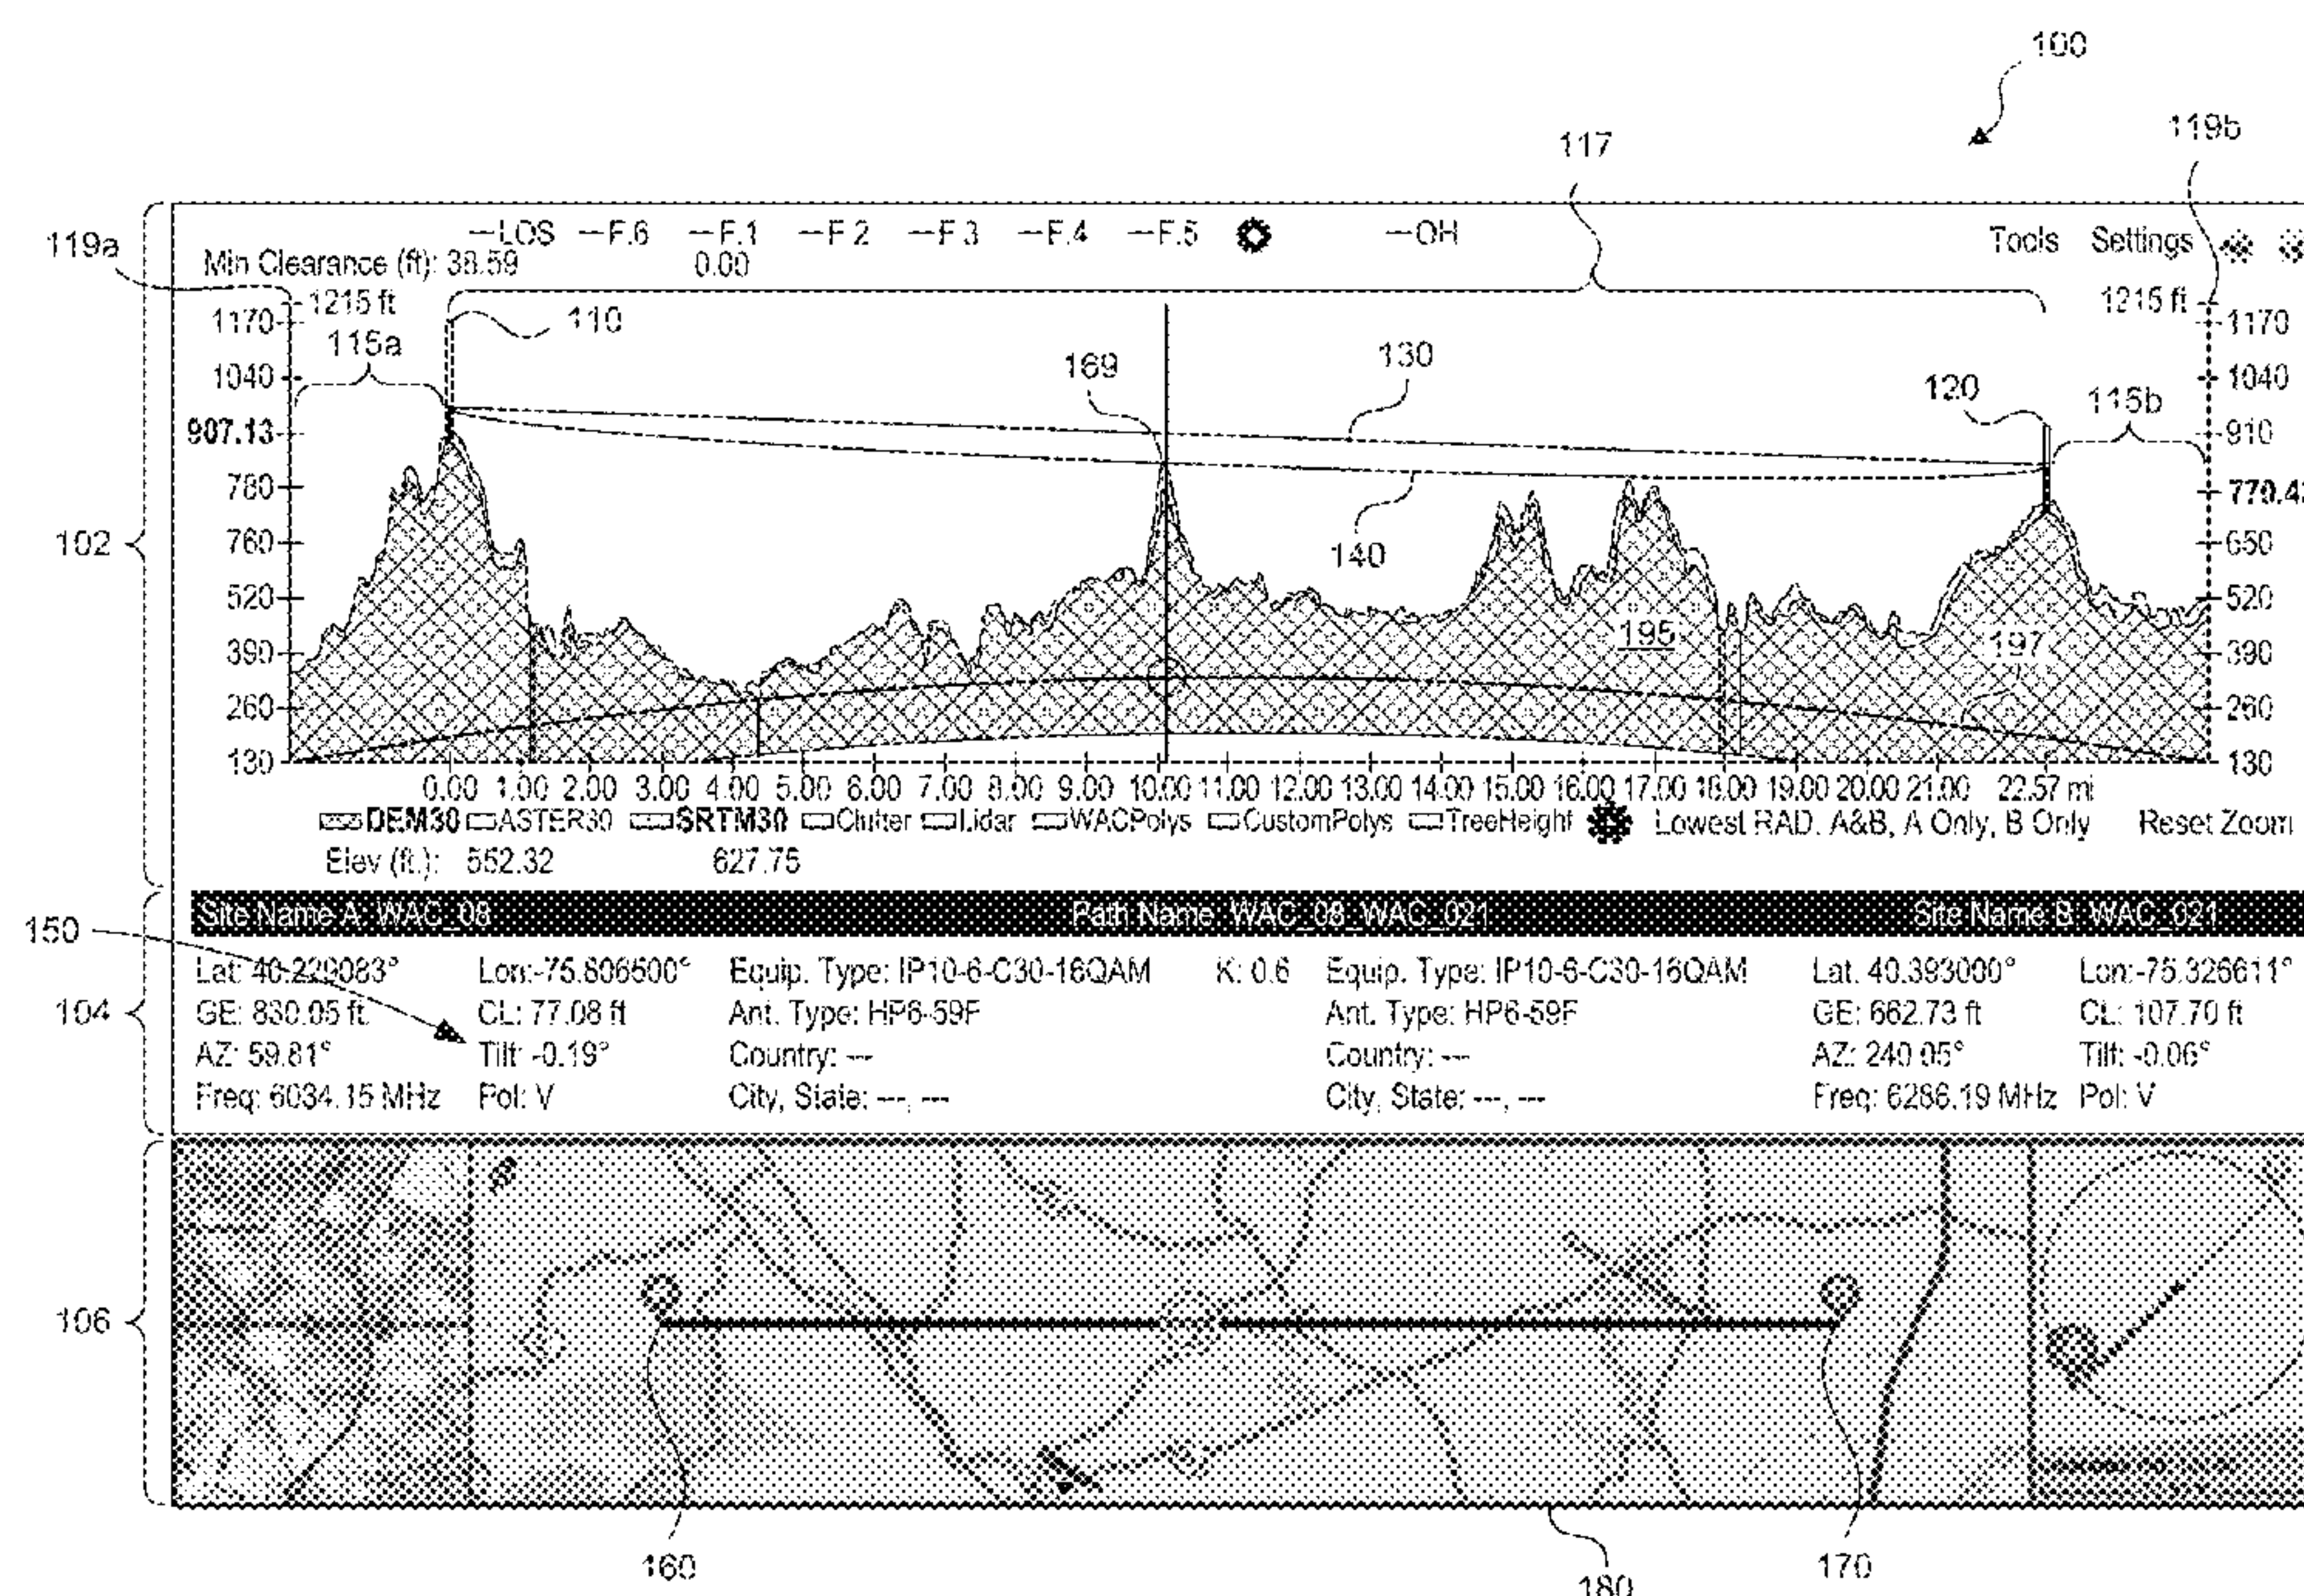 100
119b
117
119a
—LOS —F.6 —F.1 —F.2 —F.3 —F.4 —F.5 —OH Tools Settings
Min Clearance (ft): 38.59 0.00
1215 ft 1215 ft
1170 110 1170
115a 130
169 120 115b
1040 1040
907.13 910
780 770.4
102 760 140 650
520 520
390 195 197 390
260 260
130 130
0.00 1.00 2.00 3.00 4.00 5.00 6.00 7.00 8.00 9.00 10.00 11.00 12.00 13.00 14.00 15.00 16.00 17.00 18.00 19.00 20.00 21.00 22.57 mi
DEM30 ASTER30 SRTM30 Clutter Lidar WACPolys CustomPolys TreeHeight Lowest RAD. A&B, A Only, B Only Reset Zoom
Elev (ft.): 552.32 627.75
Site Name A: WAC_08 Path Name: WAC_08_WAC_021 Site Name B: WAC_021
150
Lat: 40.229083° Lon:-75.806500° Equip. Type: IP10-6-C30-16QAM K: 0.6 Equip. Type: IP10-6-C30-16QAM Lat. 40.393000° Lon:-75.326611°
104 GE: 830.05 ft. CL: 77.08 ft Ant. Type: HP6-59F Ant. Type: HP6-59F GE: 662.73 ft CL: 107.70 ft
AZ: 59.81° Tilt: -0.19° Country: --- Country: --- AZ: 240.05° Tilt: -0.06°
Freq: 6034.15 MHz Pol: V City, State: ---, --- City, State: ---, --- Freq: 6286.19 MHz Pol: V
106
160 180 170